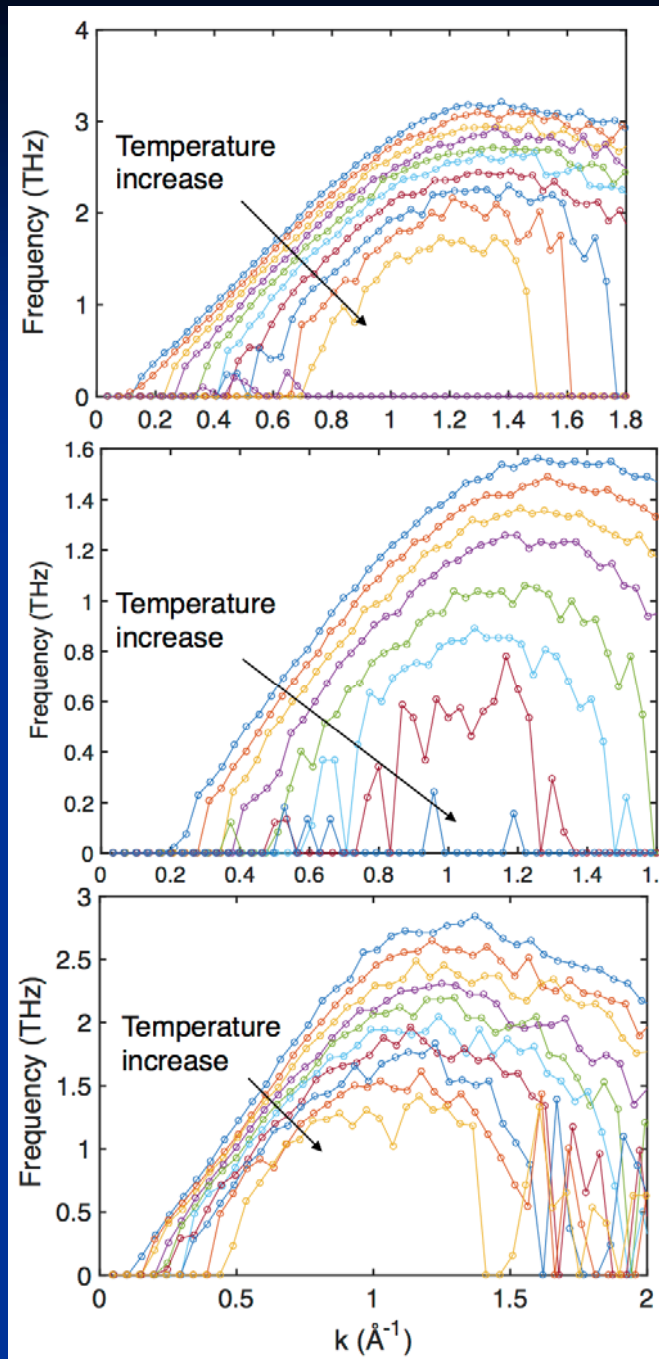 4
3
2
1
0
Frequency (THz)
Temperature
increase
0 0.2 0.4 0.6 0.8 1 1.2 1.4 1.6 1.8
1.6
1.4
1.2
1
0.8
0.6
0.4
0.2
0
Frequency (THz)
Temperature
increase
0 0.2 0.4 0.6 0.8 1 1.2 1.4 1.6
3
2.5
2
1.5
1
0.5
0
Frequency (THz)
Temperature
increase
0 0.5 1 1.5 2
k (Å⁻¹)